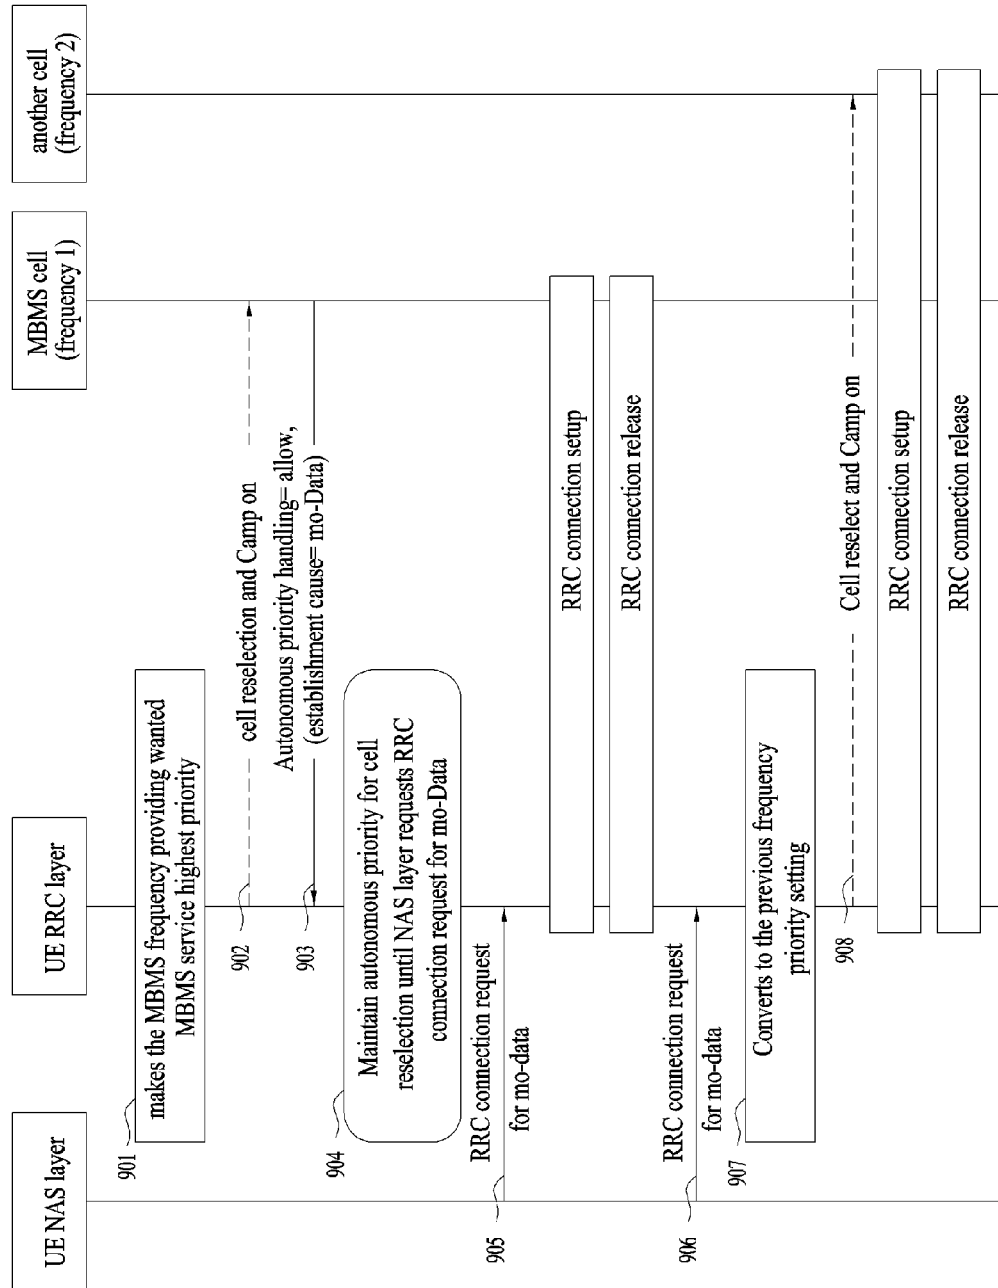 UE NAS layer
UE RRC layer
MBMS cell
(frequency 1)
another cell
(frequency 2)
901
makes the MBMS frequency providing wanted
MBMS service highest priority
902
cell reselection and Camp on
903
Autonomous priority handling= allow,
(establishment cause= mo-Data)
904
Maintain autonomous priority for cell
reselection until NAS layer requests RRC
connection request for mo-Data
905
RRC connection request
for mo-data
RRC connection setup
RRC connection release
906
RRC connection request
for mo-data
907
Converts to the previous frequency
priority setting
908
Cell reselect and Camp on
RRC connection setup
RRC connection release